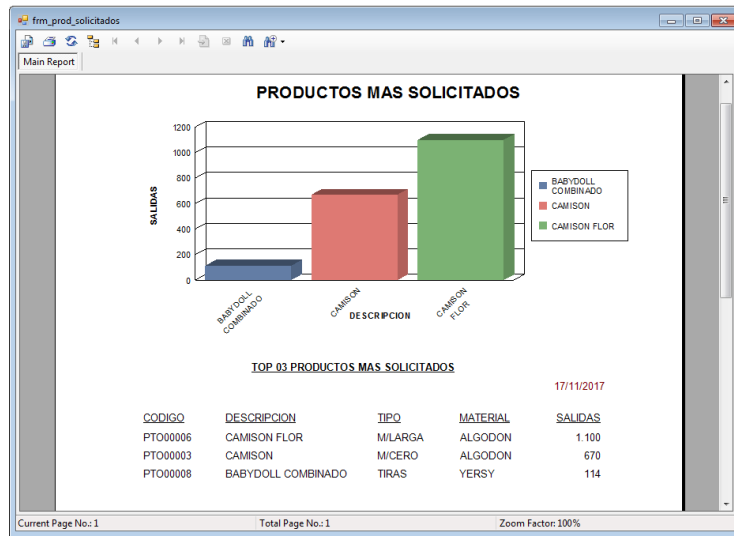 frm_prod_solicitados
Main Report
PRODUCTOS MAS SOLICITADOS
1200
1000
800
600
400
200
0
SALIDAS
BABYDOLL
COMBINADO
CAMISON
CAMISON
FLOR
DESCRIPCION
BABYDOLL
COMBINADO
CAMISON
CAMISON FLOR
TOP 03 PRODUCTOS MAS SOLICITADOS
17/11/2017
CODIGO DESCRIPCION TIPO MATERIAL SALIDAS
PTO00006 CAMISON FLOR M/LARGA ALGODON 1.100
PTO00003 CAMISON M/CERO ALGODON 670
PTO00008 BABYDOLL COMBINADO TIRAS YERSY 114
Current Page No.: 1 Total Page No.: 1 Zoom Factor: 100%